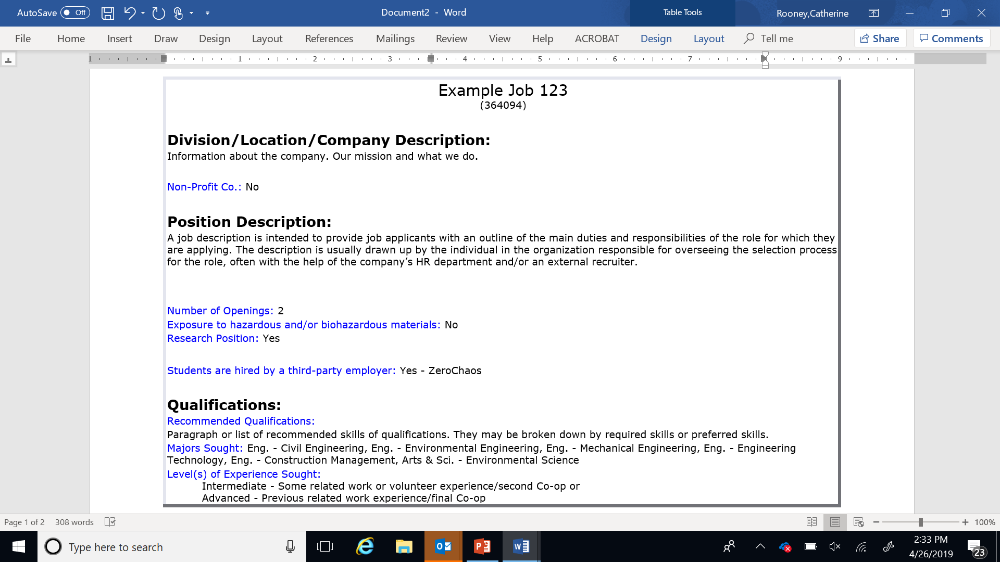 AutoSave Off Document2 - Word Table Tools Rooney,Catherine
File Home Insert Draw Design Layout References Mailings Review View Help ACROBAT Design Layout Tell me Share Comments
1 1 2 3 4 5 6 7 9
Example Job 123
(364094)
Division/Location/Company Description:
Information about the company. Our mission and what we do.
Non-Profit Co.: No
Position Description:
A job description is intended to provide job applicants with an outline of the main duties and responsibilities of the role for which they
are applying. The description is usually drawn up by the individual in the organization responsible for overseeing the selection process
for the role, often with the help of the company’s HR department and/or an external recruiter.
Number of Openings: 2
Exposure to hazardous and/or biohazardous materials: No
Research Position: Yes
Students are hired by a third-party employer: Yes - ZeroChaos
Qualifications:
Recommended Qualifications:
Paragraph or list of recommended skills of qualifications. They may be broken down by required skills or preferred skills.
Majors Sought: Eng. - Civil Engineering, Eng. - Environmental Engineering, Eng. - Mechanical Engineering, Eng. - Engineering
Technology, Eng. - Construction Management, Arts & Sci. - Environmental Science
Level(s) of Experience Sought:
Intermediate - Some related work or volunteer experience/second Co-op or
Advanced - Previous related work experience/final Co-op
Page 1 of 2 308 words 100%
Type here to search
2:33 PM
4/26/2019
23